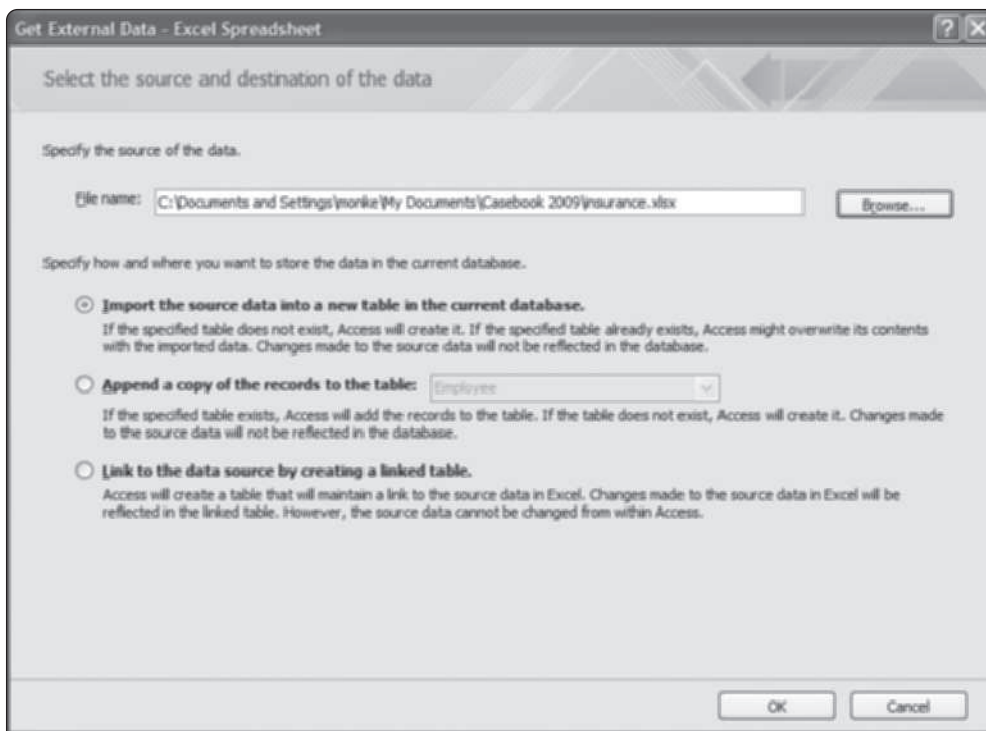 Get External Data - Excel Spreadsheet
Select the source and destination of the data
Specify the source of the data.
File name: C:\Documents and Settings\monke\My Documents\Casebook 2009\insurance.xlsx Browse...
Specify how and where you want to store the data in the current database.
Import the source data into a new table in the current database.
If the specified table does not exist, Access will create it. If the specified table already exists, Access might overwrite its contents
with the imported data. Changes made to the source data will not be reflected in the database.
Append a copy of the records to the table: Employee
If the specified table exists, Access will add the records to the table. If the table does not exist, Access will create it. Changes made
to the source data will not be reflected in the database.
Link to the data source by creating a linked table.
Access will create a table that will maintain a link to the source data in Excel. Changes made to the source data in Excel will be
reflected in the linked table. However, the source data cannot be changed from within Access.
OK Cancel